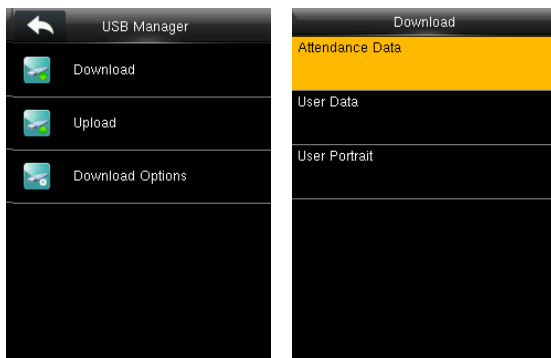 USB Manager
Download
Upload
Download Options
Download
Attendance Data
User Data
User Portrait